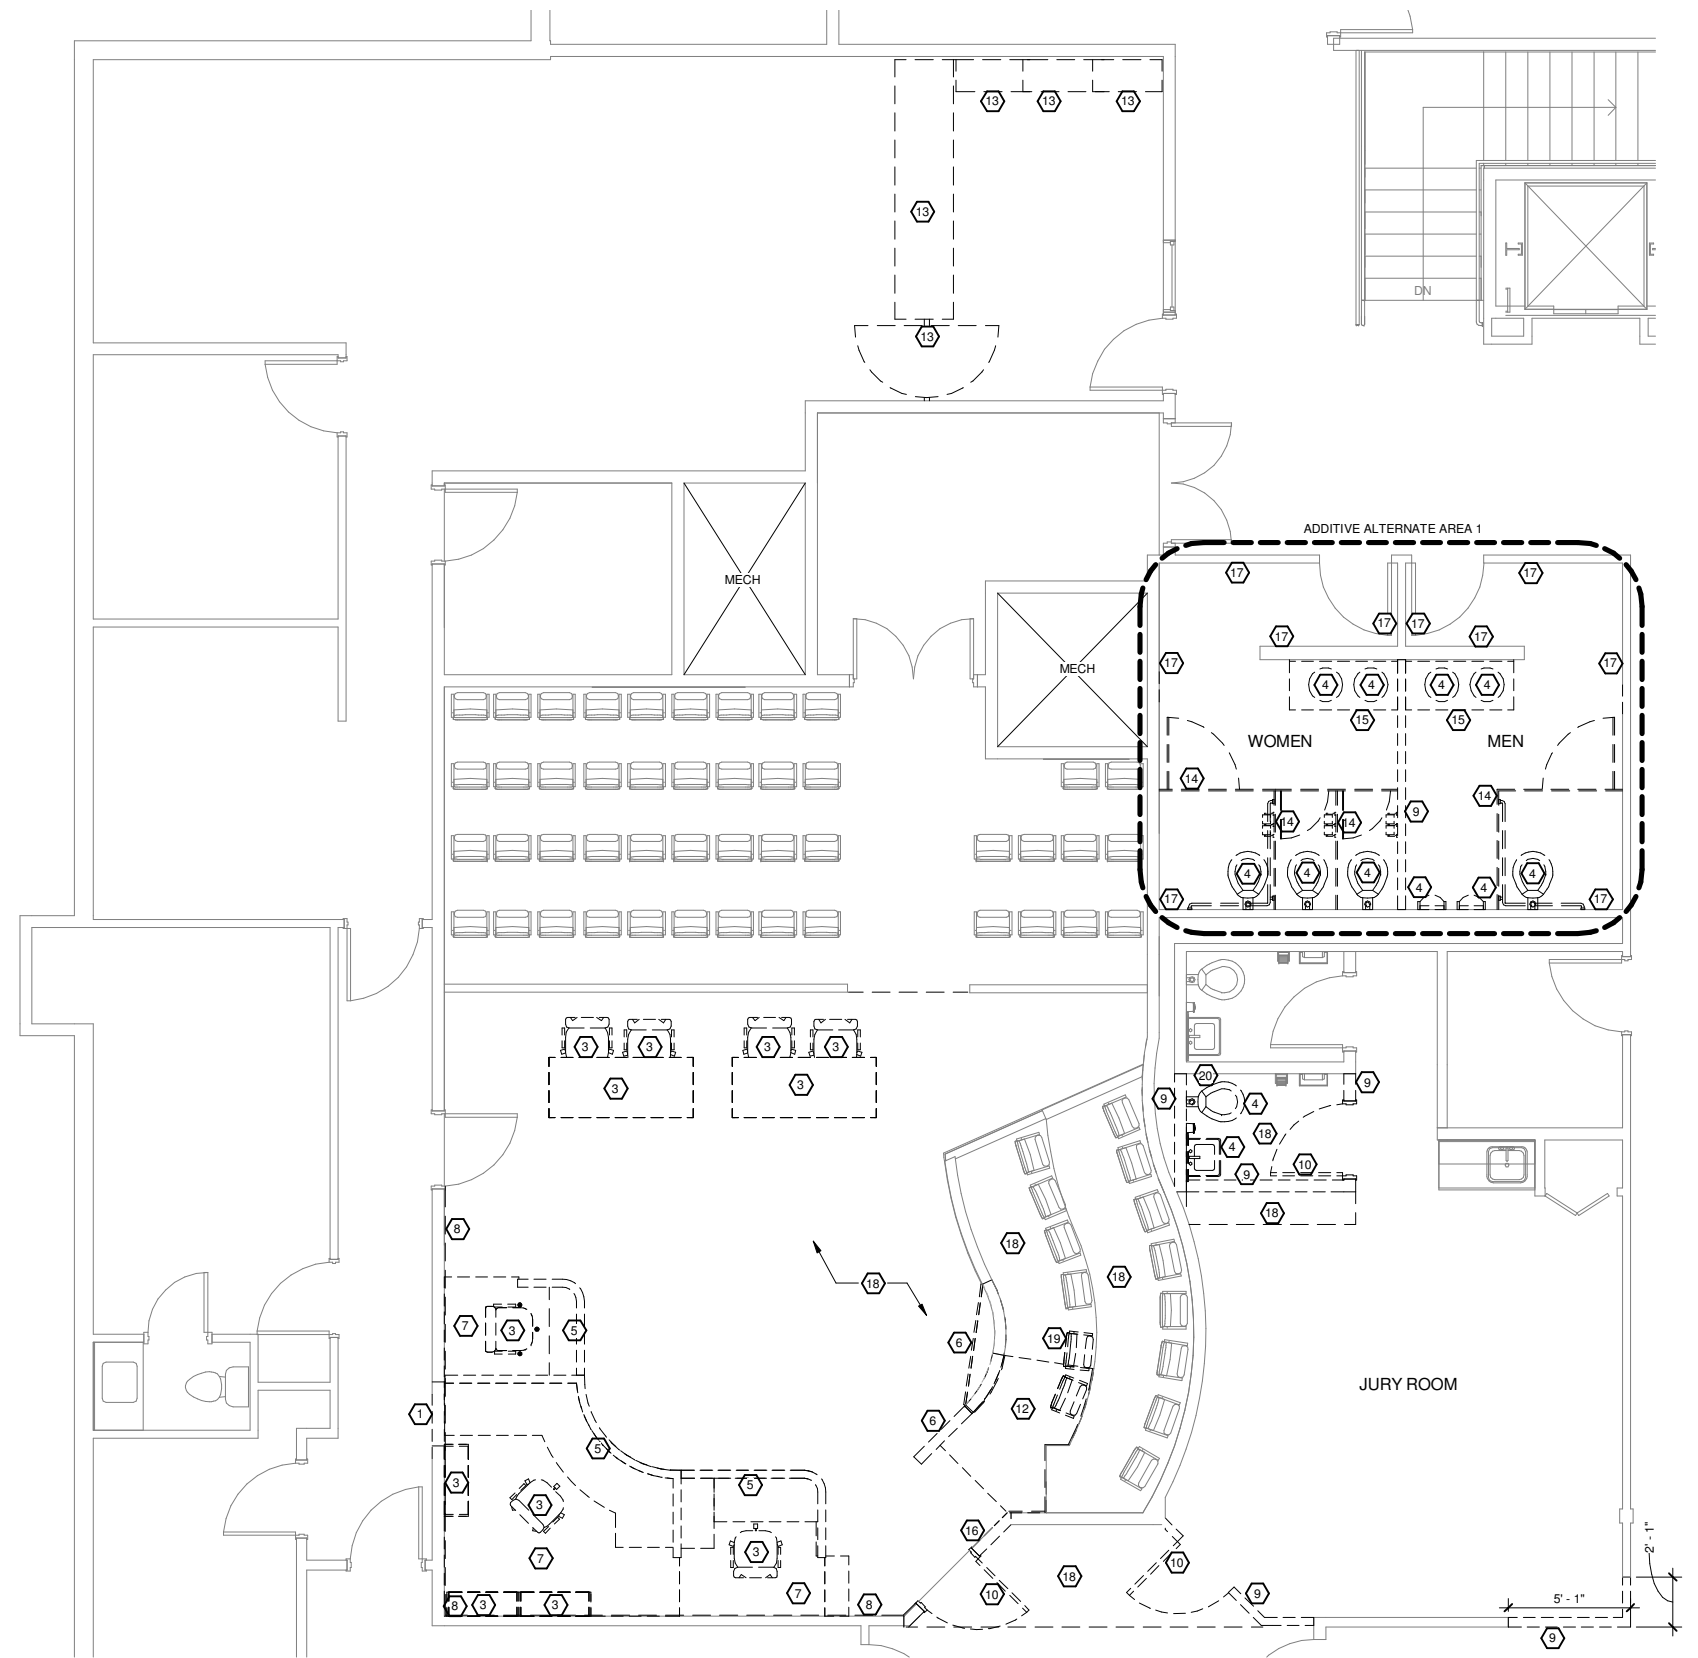 13 13 13
13
13
DN
ADDITIVE ALTERNATE AREA 1
17 17
MECH
17 17
17 17
17 MECH 17
4 4 4 4
15 15
WOMEN MEN
14
14
14 14 9
4 4 4 4
4 4
17 17
3 3 3 3
3 3
20 9
9 4
18
4
10
9
18
8
18
18
18
7 3 5
6 19
JURY ROOM
12
1 6
5
3 5
3
16
3
7 10
18
7 10 9
8 3 3 8
5' - 1"
2' - 1"
9